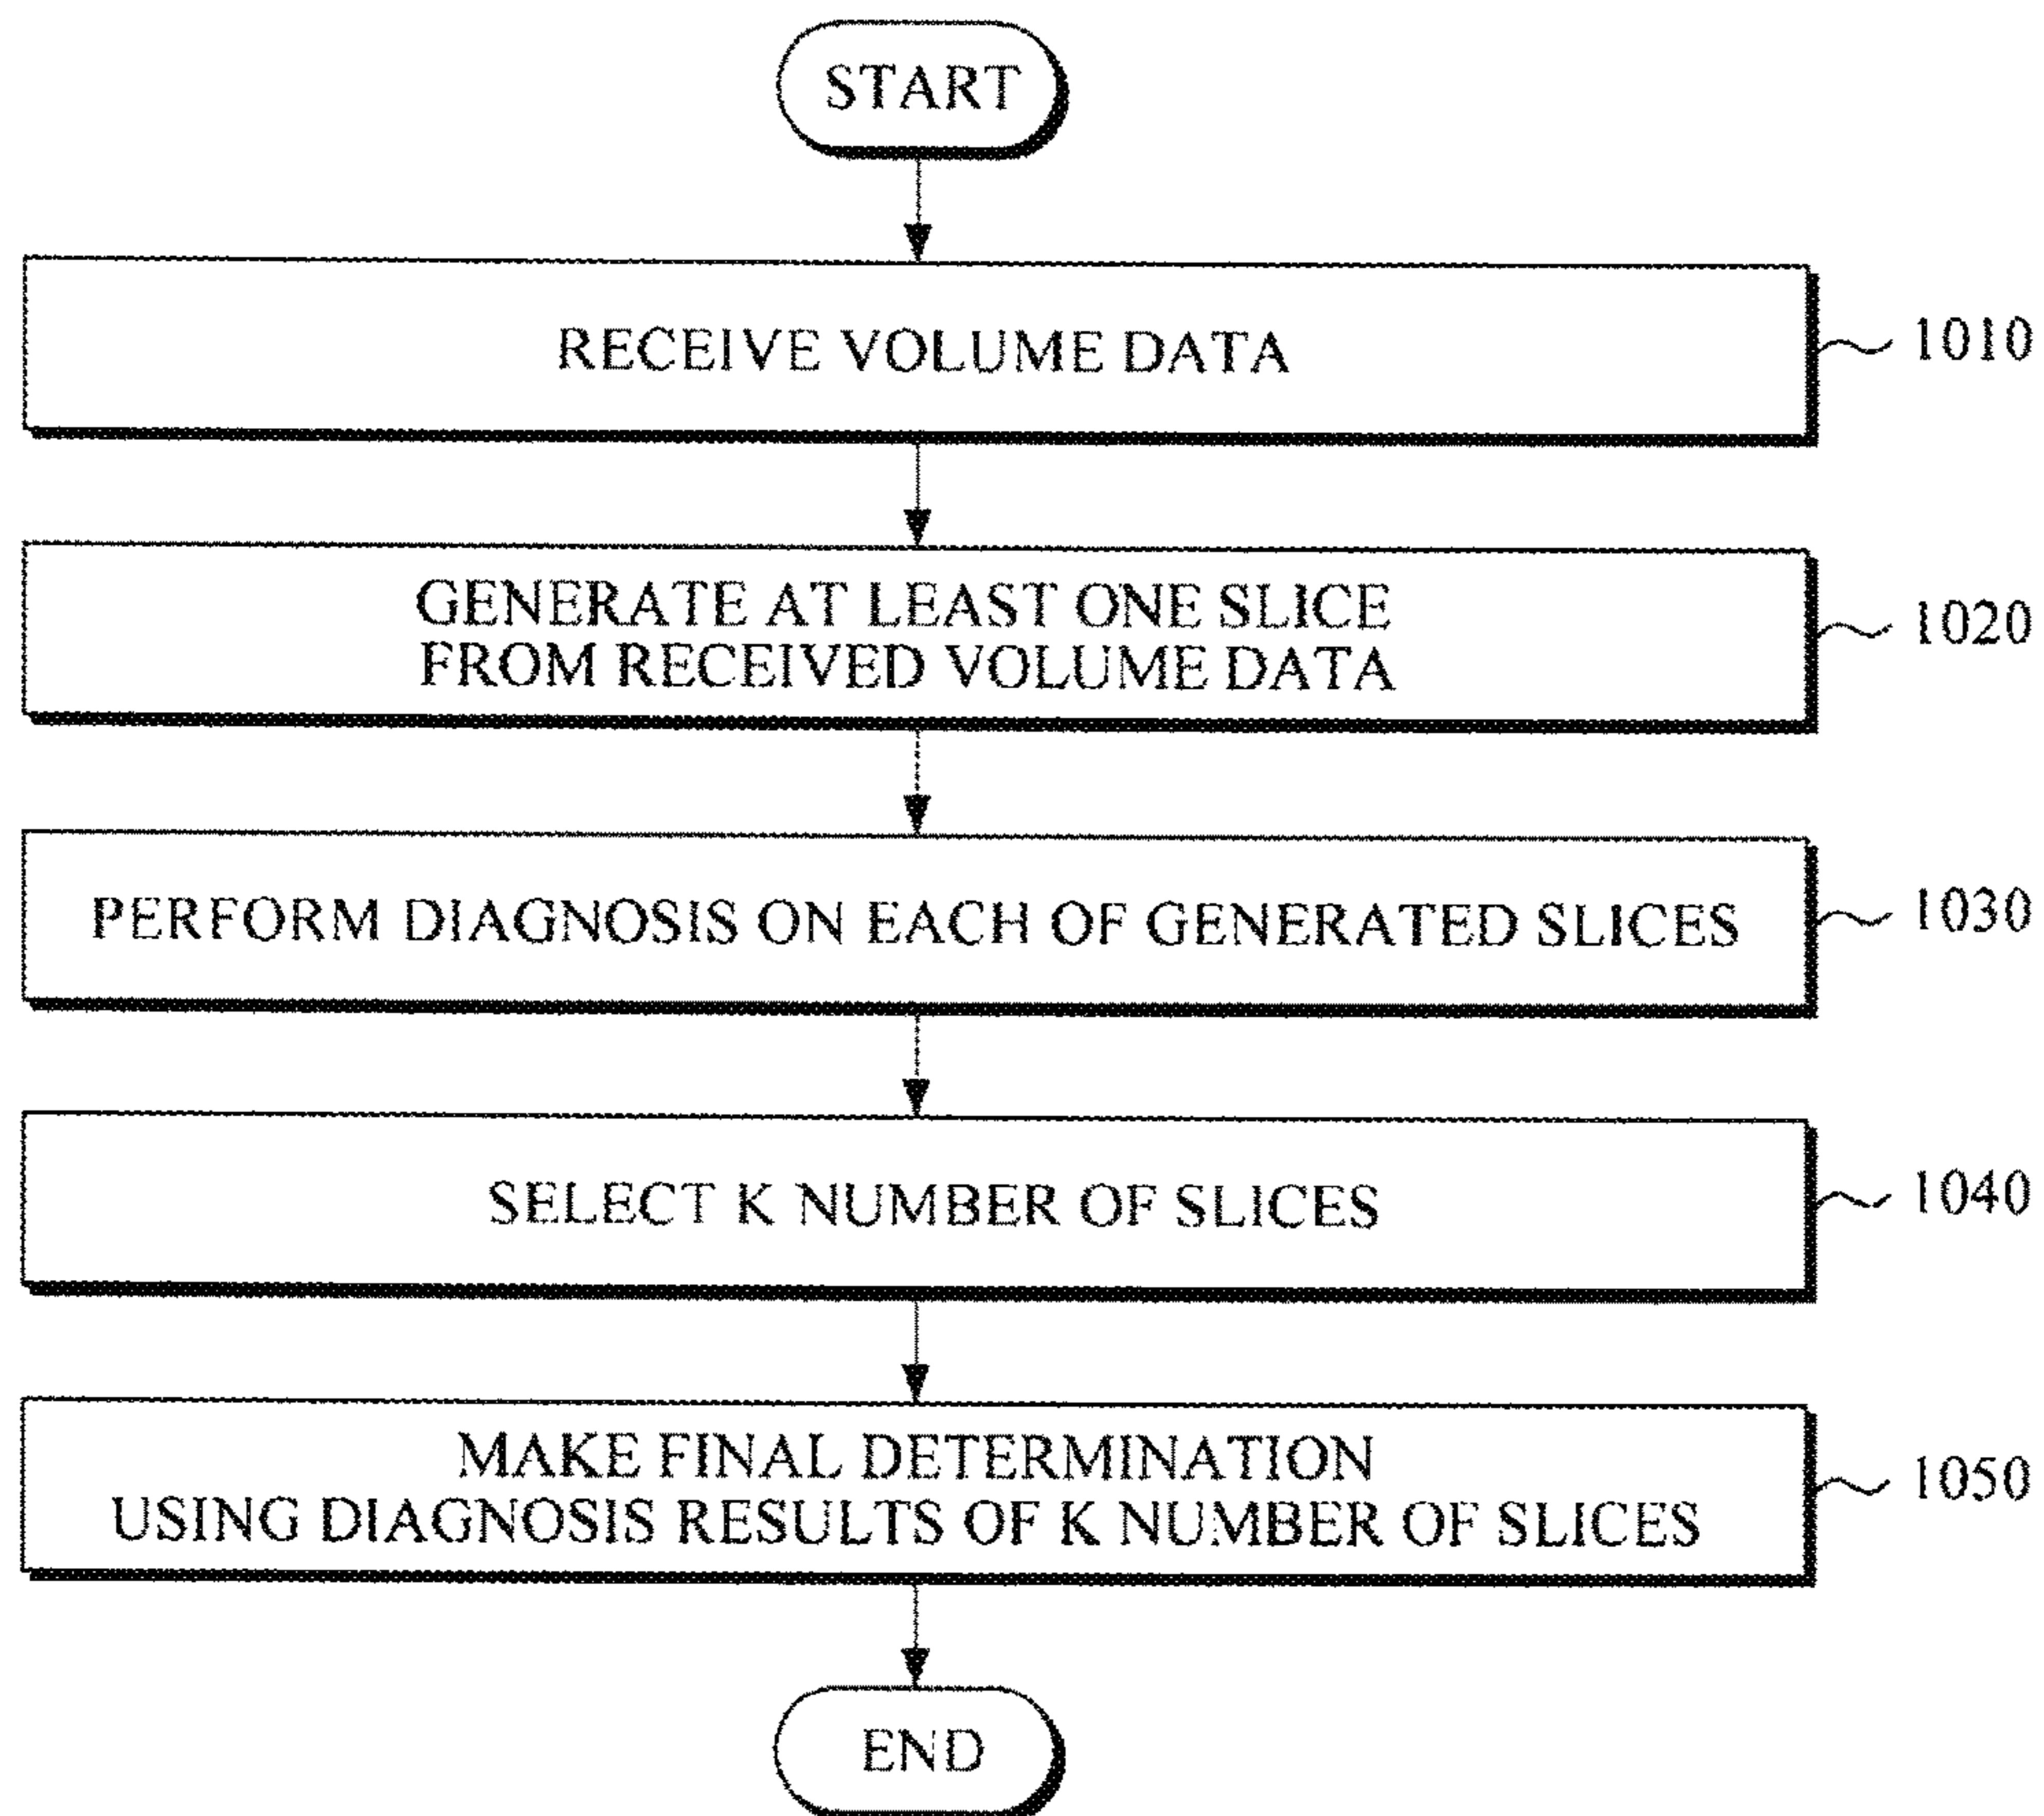 START
RECEIVE VOLUME DATA
1010
GENERATE AT LEAST ONE SLICE
FROM RECEIVED VOLUME DATA
1020
PERFORM DIAGNOSIS ON EACH OF GENERATED SLICES
1030
SELECT K NUMBER OF SLICES
1040
MAKE FINAL DETERMINATION
USING DIAGNOSIS RESULTS OF K NUMBER OF SLICES
1050
END